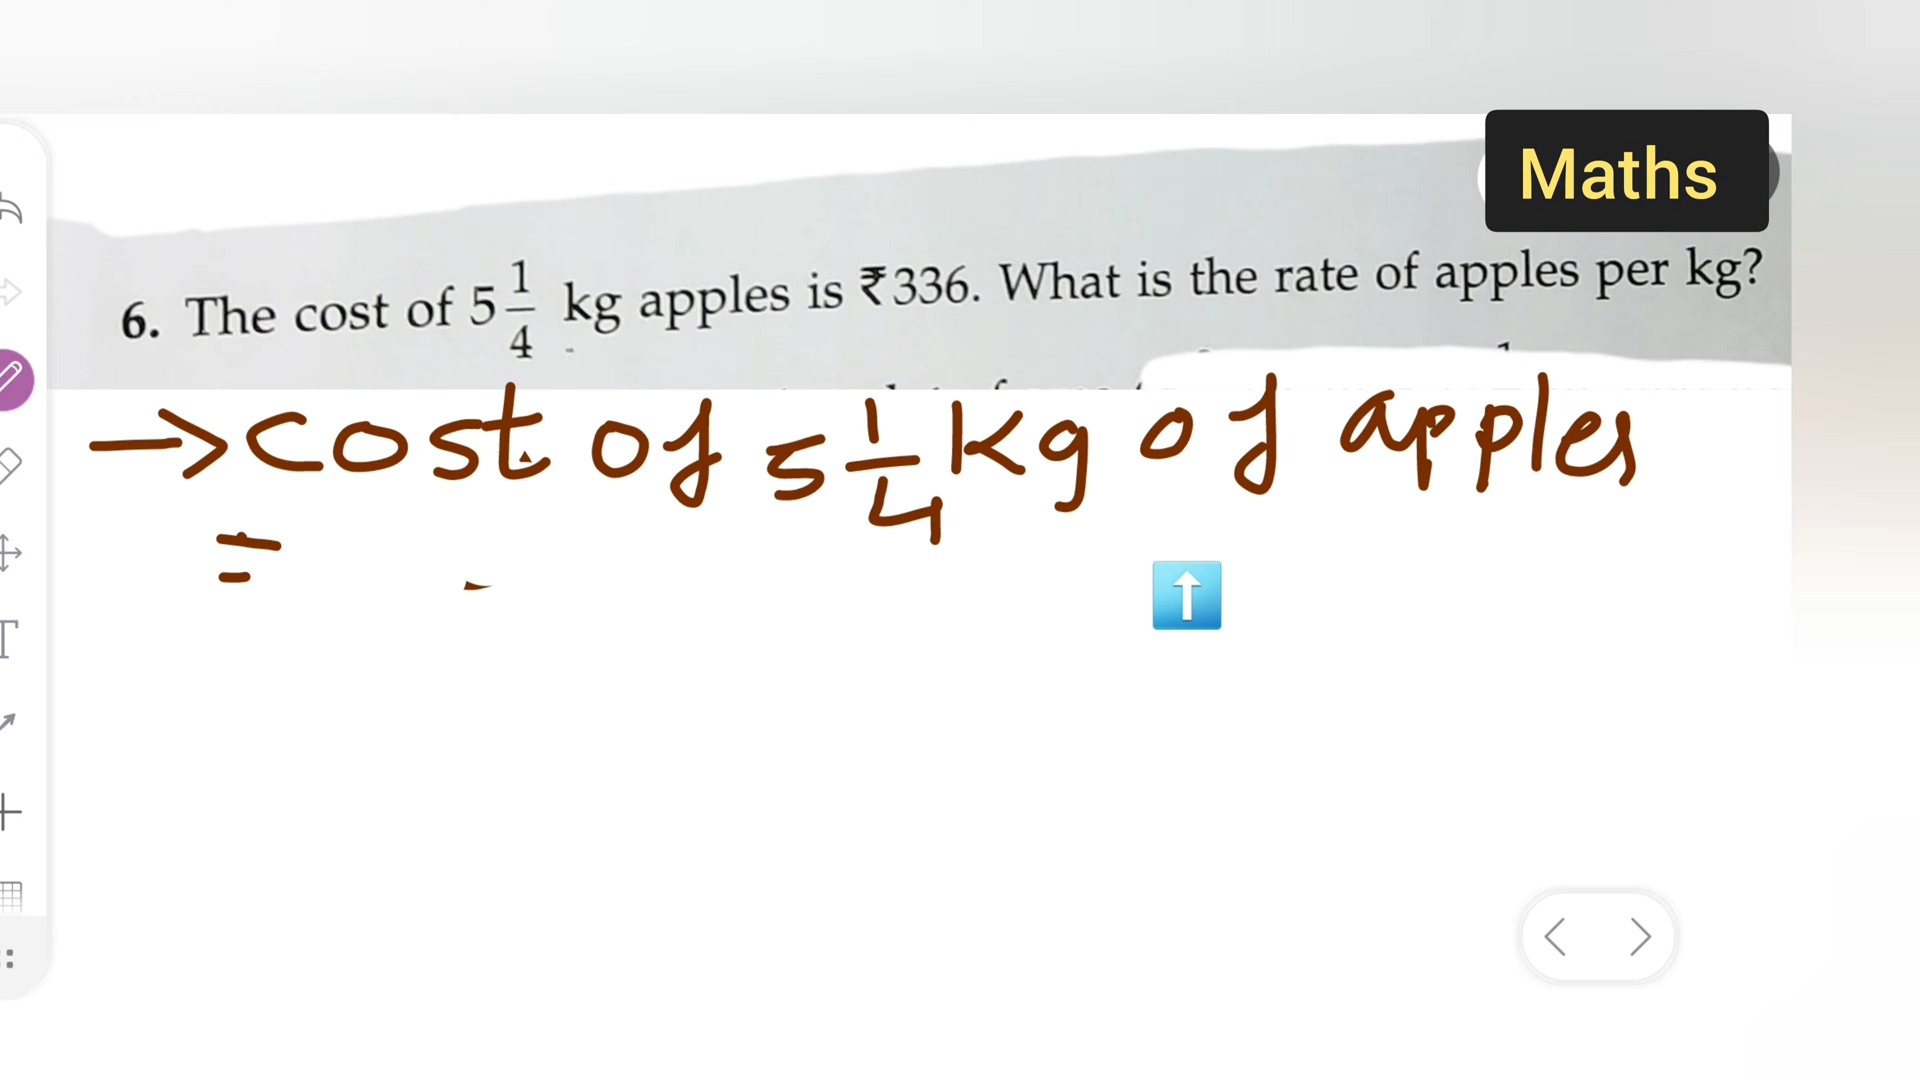 Maths
6. The cost of 5 1/4 kg apples is ₹336. What is the rate of apples per kg?
→ cost of 5 1/4 kg of apples
=